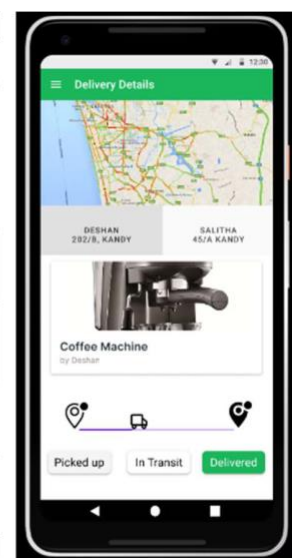 12:30
Delivery Details
DESHAN
202/B, KANDY
SALITHA
45/A KANDY
Coffee Machine
by Deshan
Picked up
In Transit
Delivered